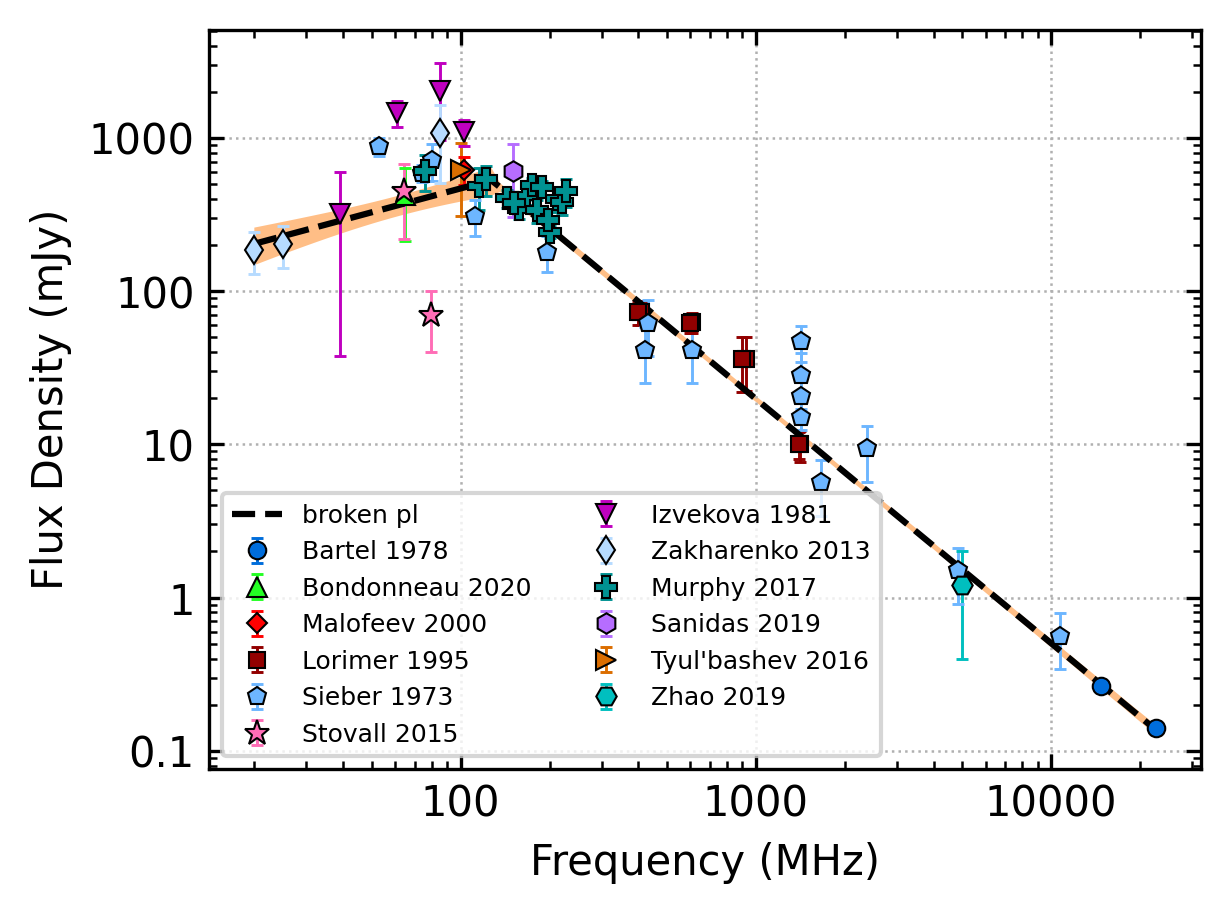 1000
100
10
1
0.1
Flux Density (mJy)
broken pl
Bartel 1978
Bondonneau 2020
Malofeev 2000
Lorimer 1995
Sieber 1973
Stovall 2015
Izvekova 1981
Zakharenko 2013
Murphy 2017
Sanidas 2019
Tyul'bashev 2016
Zhao 2019
100
1000
10000
Frequency (MHz)